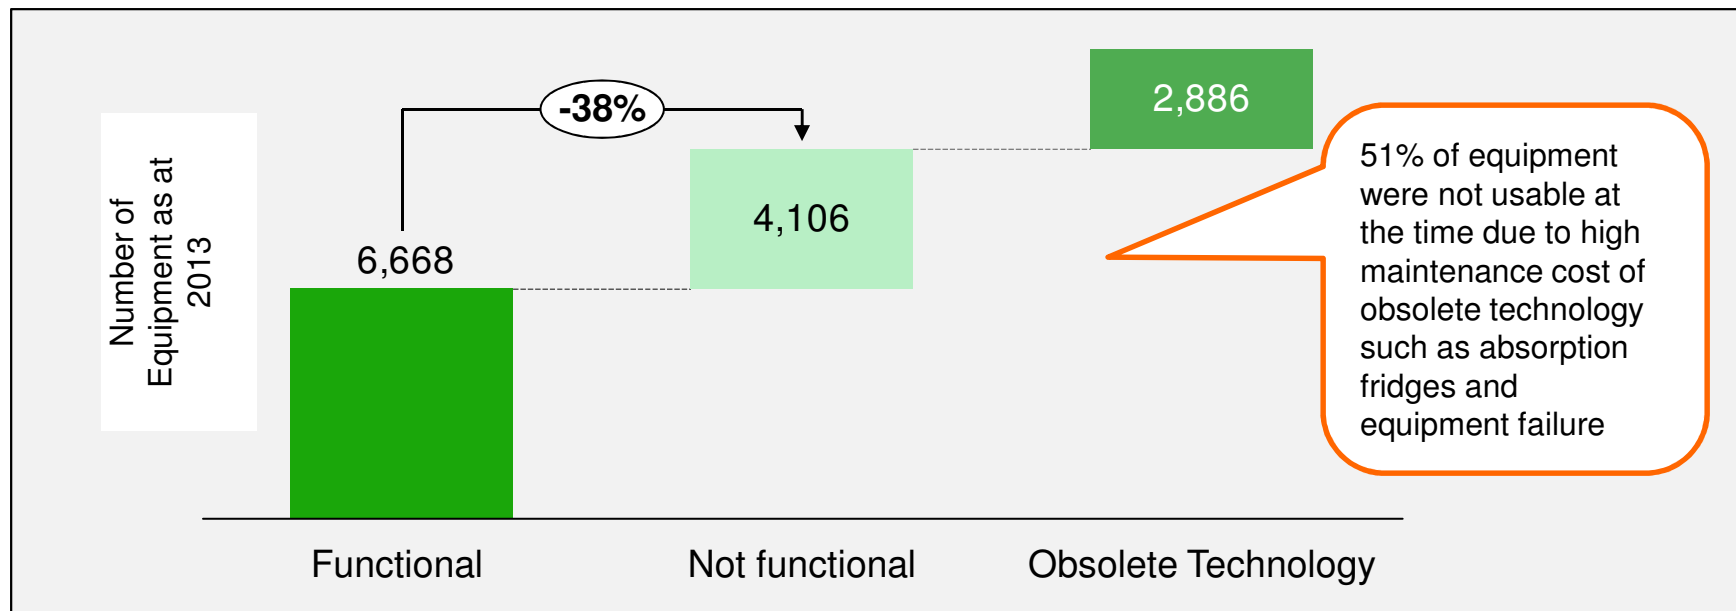 Number of
Equipment as at
2013
-38%
6,668
4,106
2,886
51% of equipment
were not usable at
the time due to high
maintenance cost of
obsolete technology
such as absorption
fridges and
equipment failure
Functional
Not functional
Obsolete Technology